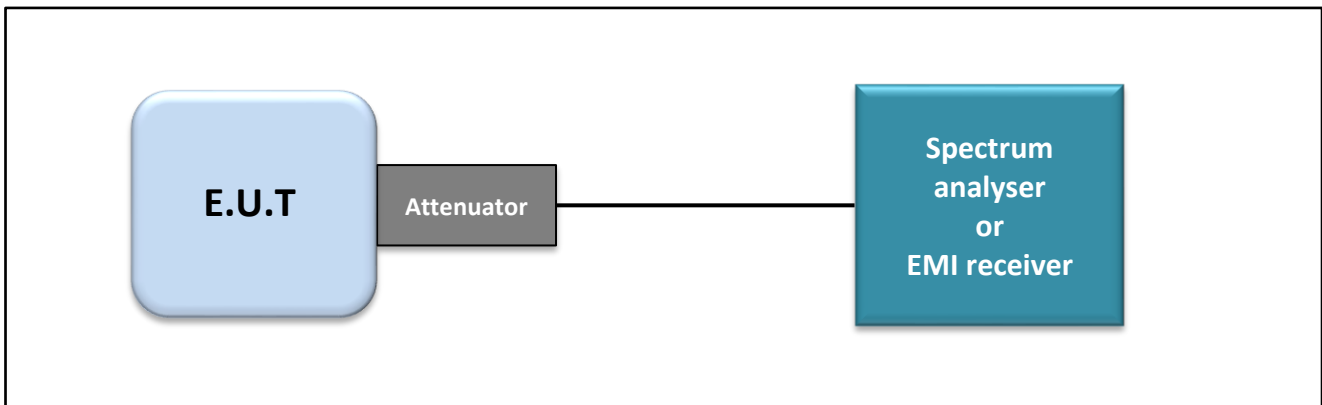 E.U.T
Attenuator
Spectrum
analyser
or
EMI receiver